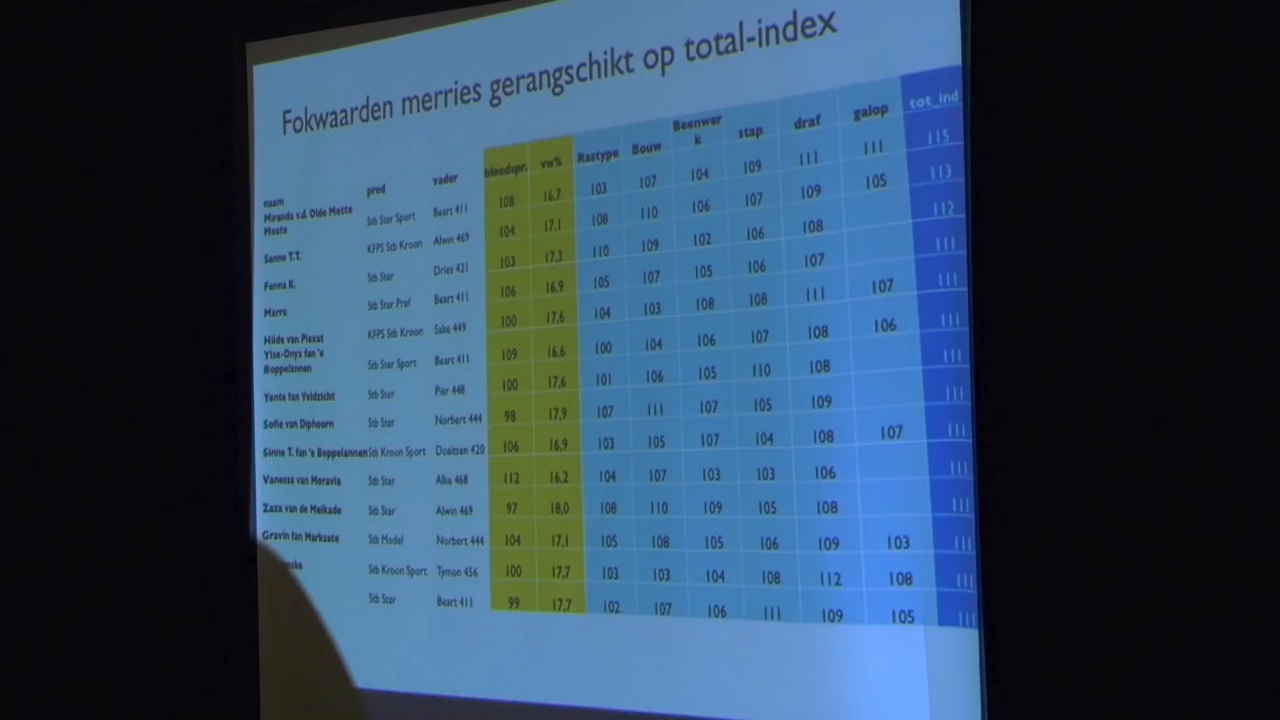 Fokwaarden merries gerangschikt op total-index
naam pred vader bloedspr. vw% Rastype Bouw Beenwer stap draf galop tot_ind
k
Miranda v.d. Olde Mette Stb Ster Sport Beart 411 108 16,7 103 107 104 109 111 111 115
Meate
Sanne T.T. KFPS Stb Kroon Alwin 469 104 17,1 108 110 106 107 109 105 113
Fenna K. Stb Ster Dries 421 103 17,3 110 109 102 106 108 112
Marra Stb Ster Pref Beart 411 106 16,9 105 107 105 106 107 111
Hilde van Plexat KFPS Stb Kroon Sake 449 100 17,6 104 103 108 108 111 107 111
Ylse-Onyx fan 's
Boppelannen Stb Ster Sport Beart 411 109 16,6 100 104 106 107 108 106 111
Yenta fan Veldzicht Stb Ster Pier 448 100 17,6 101 106 105 110 108 111
Sofie van Diphoorn Stb Ster Norbert 444 98 17,9 107 111 107 105 109 111
Sinne T. fan 's Boppelannen Stb Kroon Sport Doaitsen 420 106 16,9 103 105 107 104 108 107 111
Vanessa van Moravia Stb Ster Alke 468 112 16,2 104 107 103 103 106 111
Zaza van de Meikade Stb Ster Alwin 469 97 18,0 108 110 109 105 108 111
Gravin fan Marksate Stb Model Norbert 444 104 17,1 105 108 105 106 109 103 111
Stb Kroon Sport Tymon 456 100 17,7 103 103 104 108 112 108 111
Stb Ster Beart 411 99 17,7 102 107 106 111 109 105 111